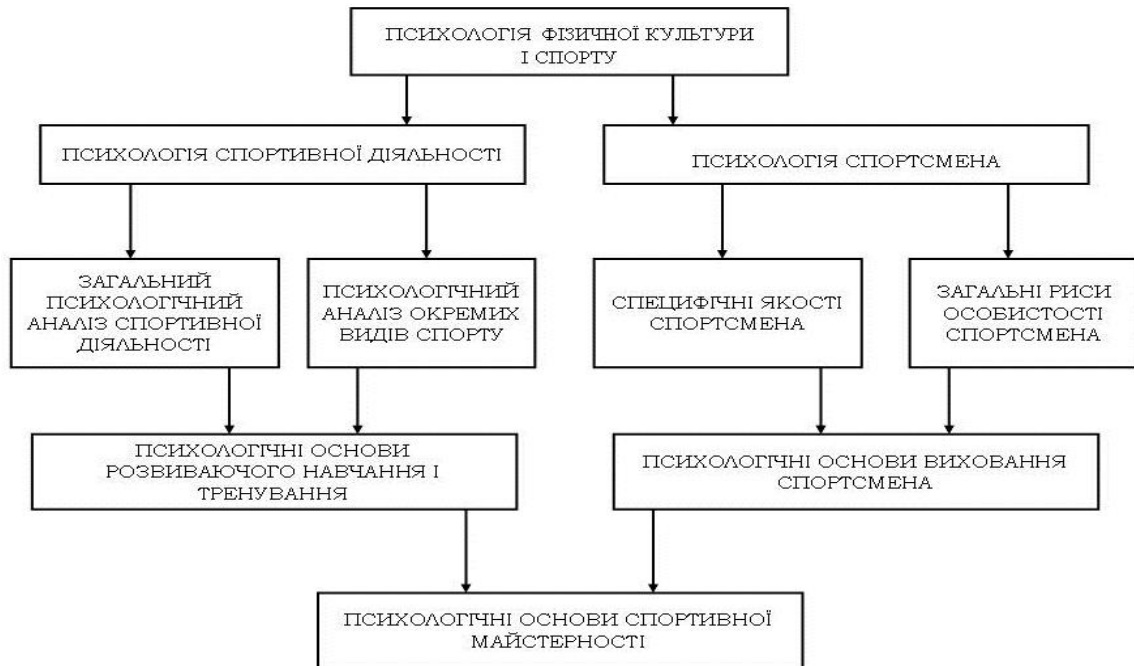 ПСИХОЛОГІЯ ФІЗИЧНОЇ КУЛЬТУРИ
І СПОРТУ
ПСИХОЛОГІЯ СПОРТИВНОЇ ДІЯЛЬНОСТІ
ПСИХОЛОГІЯ СПОРТСМЕНА
ЗАГАЛЬНИЙ
ПСИХОЛОГІЧНИЙ
АНАЛІЗ СПОРТИВНОЇ
ДІЯЛЬНОСТІ
ПСИХОЛОГІЧНИЙ
АНАЛІЗ ОКРЕМИХ
ВИДІВ СПОРТУ
СПЕЦИФІЧНІ ЯКОСТІ
СПОРТСМЕНА
ЗАГАЛЬНІ РИСИ
ОСОБИСТОСТІ
СПОРТСМЕНА
ПСИХОЛОГІЧНІ ОСНОВИ
РОЗВИВАЮЧОГО НАВЧАННЯ І
ТРЕНУВАННЯ
ПСИХОЛОГІЧНІ ОСНОВИ ВИХОВАННЯ
СПОРТСМЕНА
ПСИХОЛОГІЧНІ ОСНОВИ СПОРТИВНОЇ
МАЙСТЕРНОСТІ